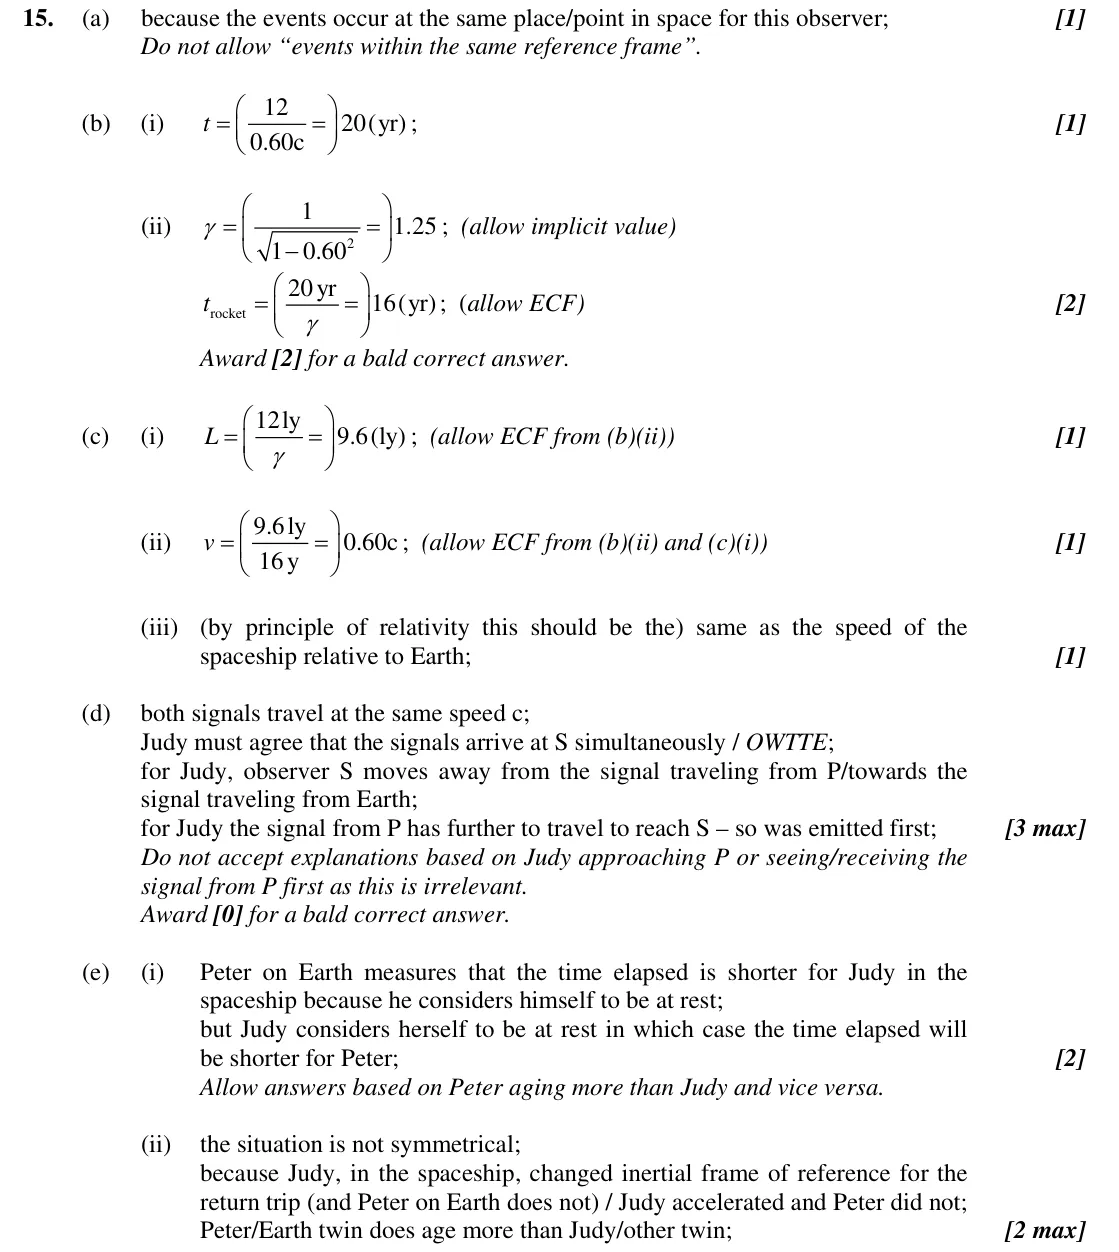 15. (a) because the events occur at the same place/point in space for this observer; [1]
Do not allow “events within the same reference frame”.
(b) (i) t = (12/0.60c =) 20 (yr) ; [1]
(ii) γ = (1/√(1−0.60²) =) 1.25 ; (allow implicit value)
t_rocket = (20 yr/γ =) 16 (yr) ; (allow ECF) [2]
Award [2] for a bald correct answer.
(c) (i) L = (12 ly/γ =) 9.6 (ly) ; (allow ECF from (b)(ii)) [1]
(ii) v = (9.6 ly/16 y =) 0.60c ; (allow ECF from (b)(ii) and (c)(i)) [1]
(iii) (by principle of relativity this should be the) same as the speed of the
spaceship relative to Earth; [1]
(d) both signals travel at the same speed c;
Judy must agree that the signals arrive at S simultaneously / OWTTE;
for Judy, observer S moves away from the signal traveling from P/towards the
signal traveling from Earth;
for Judy the signal from P has further to travel to reach S – so was emitted first; [3 max]
Do not accept explanations based on Judy approaching P or seeing/receiving the
signal from P first as this is irrelevant.
Award [0] for a bald correct answer.
(e) (i) Peter on Earth measures that the time elapsed is shorter for Judy in the
spaceship because he considers himself to be at rest;
but Judy considers herself to be at rest in which case the time elapsed will
be shorter for Peter; [2]
Allow answers based on Peter aging more than Judy and vice versa.
(ii) the situation is not symmetrical;
because Judy, in the spaceship, changed inertial frame of reference for the
return trip (and Peter on Earth does not) / Judy accelerated and Peter did not;
Peter/Earth twin does age more than Judy/other twin; [2 max]